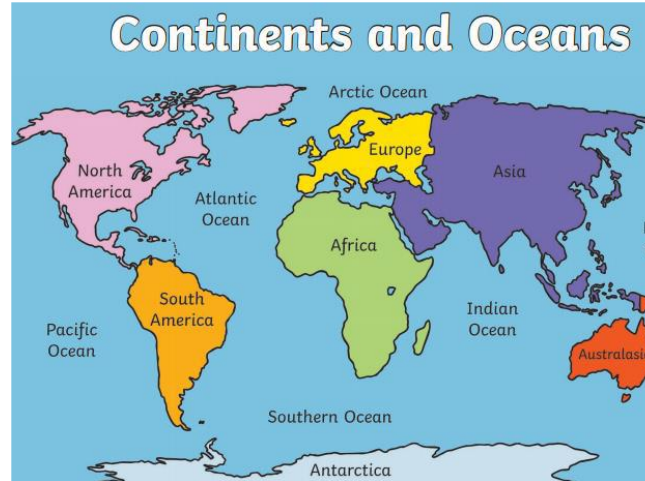 Continents and Oceans
Arctic Ocean
North
America
Europe
Asia
Atlantic
Ocean
Africa
South
America
Indian
Ocean
Pacific
Ocean
Australasi
Southern Ocean
Antarctica